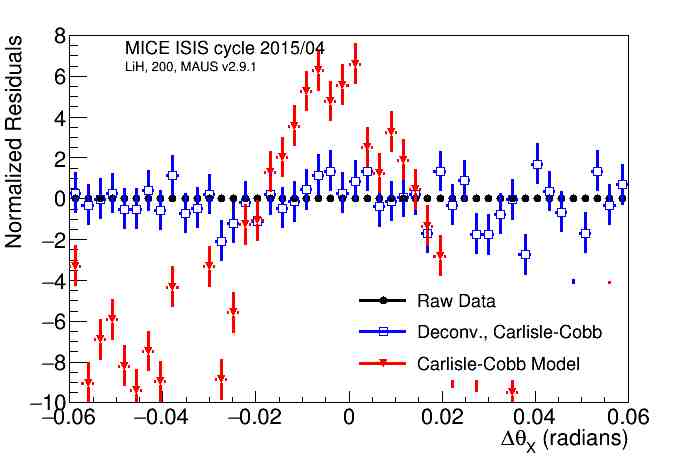 MICE ISIS cycle 2015/04
LiH, 200, MAUS v2.9.1
Normalized Residuals
8
6
4
2
0
−2
−4
−6
−8
−10
Raw Data
Deconv., Carlisle-Cobb
Carlisle-Cobb Model
−0.06 −0.04 −0.02 0 0.02 0.04 0.06
ΔθX (radians)